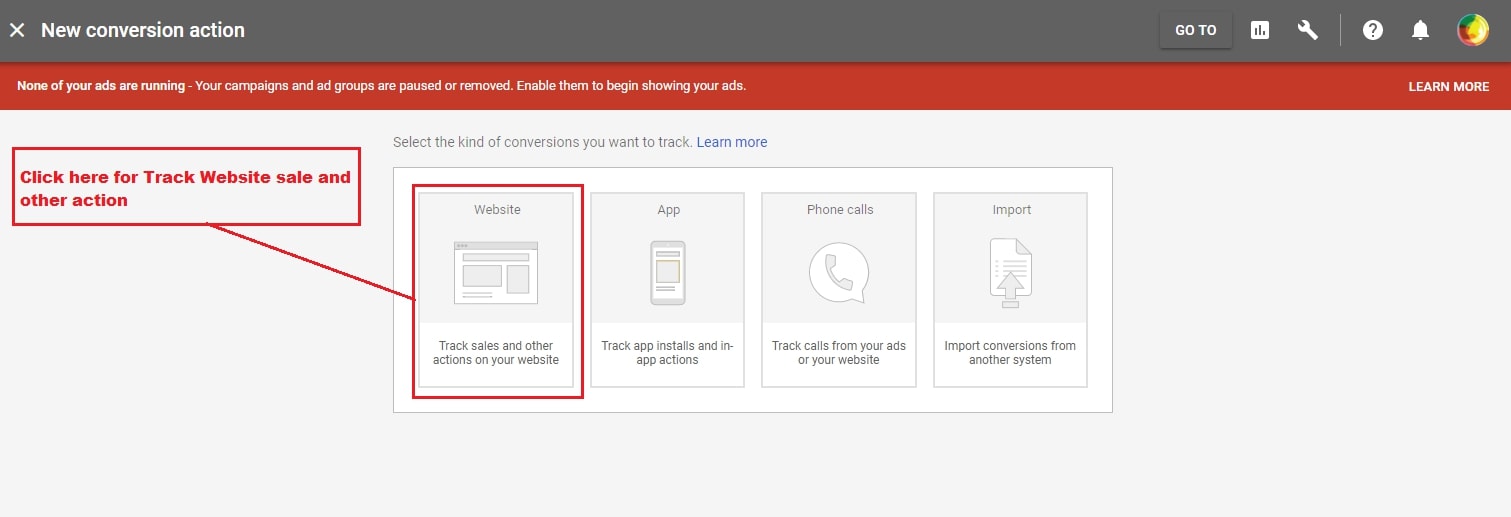 New conversion action
GO TO
None of your ads are running - Your campaigns and ad groups are paused or removed. Enable them to begin showing your ads.
LEARN MORE
Select the kind of conversions you want to track. Learn more
Click here for Track Website sale and
other action
Website
Track sales and other
actions on your website
App
Track app installs and in-
app actions
Phone calls
Track calls from your ads
or your website
Import
Import conversions from
another system